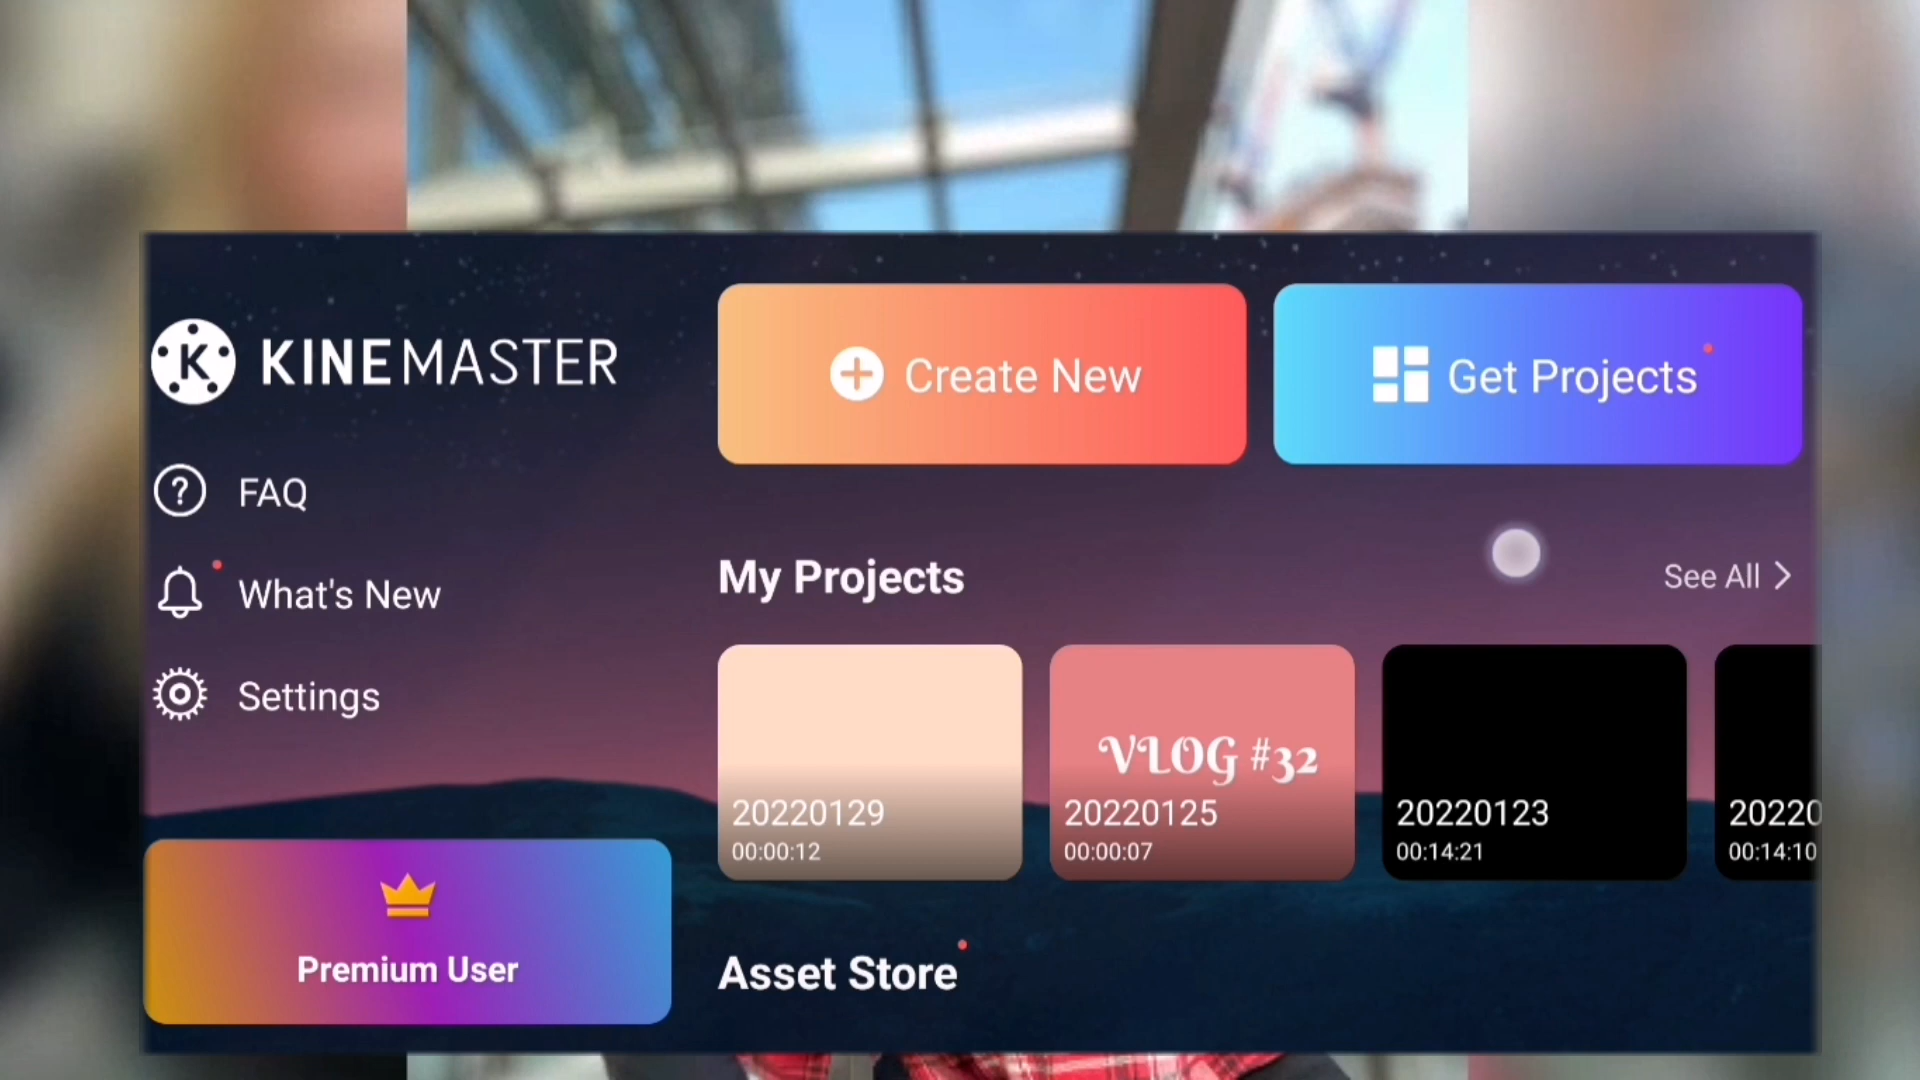 KINEMASTER
FAQ
What's New
Settings
Premium User
Create New
Get Projects
My Projects
See All
20220129
00:00:12
VLOG #32
20220125
00:00:07
20220123
00:14:21
20220
00:14:10
Asset Store